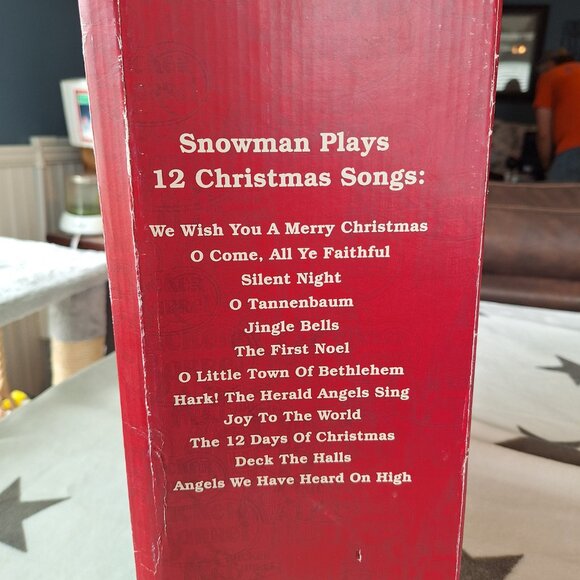 Snowman Plays
12 Christmas Songs:
We Wish You A Merry Christmas
O Come, All Ye Faithful
Silent Night
O Tannenbaum
Jingle Bells
The First Noel
O Little Town Of Bethlehem
Hark! The Herald Angels Sing
Joy To The World
The 12 Days Of Christmas
Deck The Halls
Angels We Have Heard On High